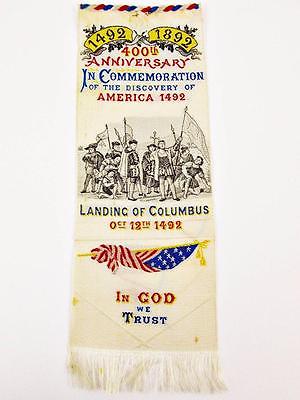 1492 1892
400th
ANNIVERSARY
IN COMMEMORATION
OF THE DISCOVERY OF
AMERICA 1492
LANDING OF COLUMBUS
OCT 12TH 1492
IN GOD
WE
TRUST